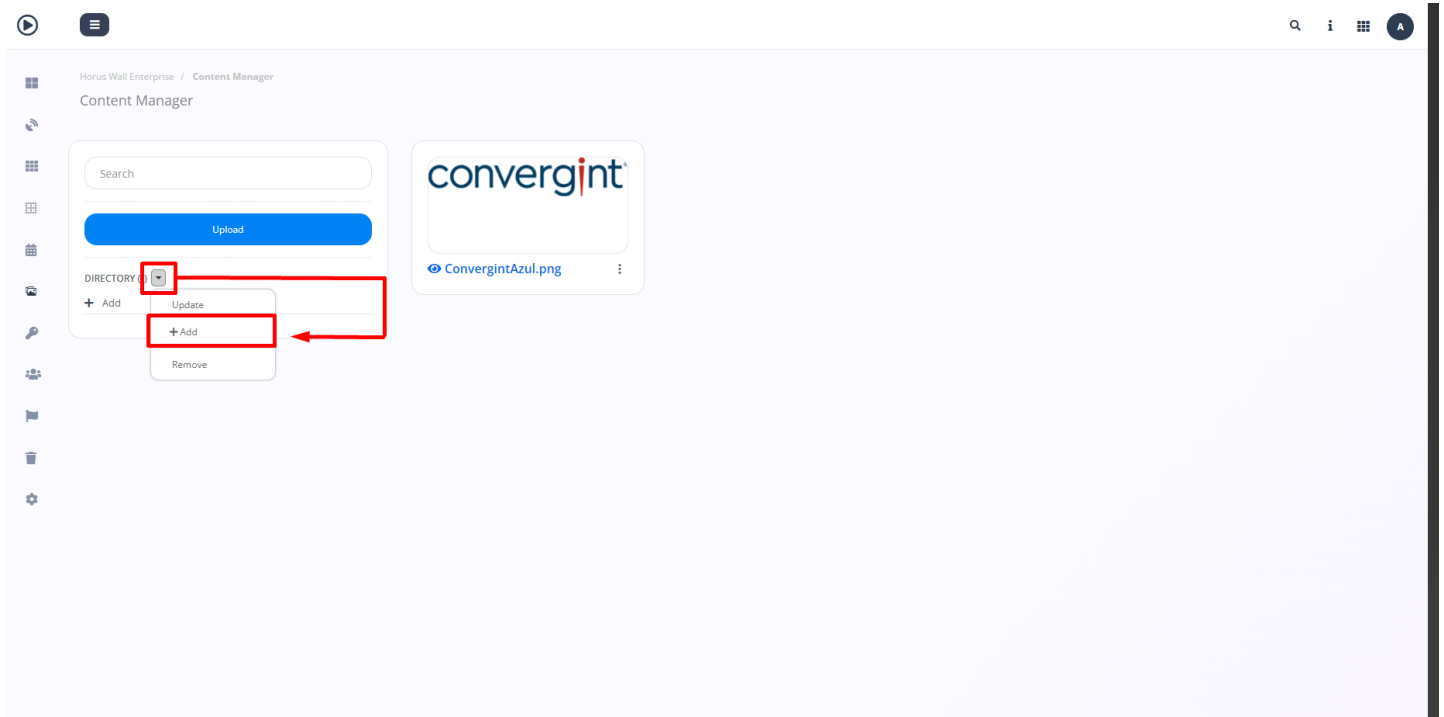 A
Horus Wall Enterprise / Content Manager
Content Manager
Search
Upload
DIRECTORY
+ Add
Update
+ Add
Remove
convergint
ConvergintAzul.png